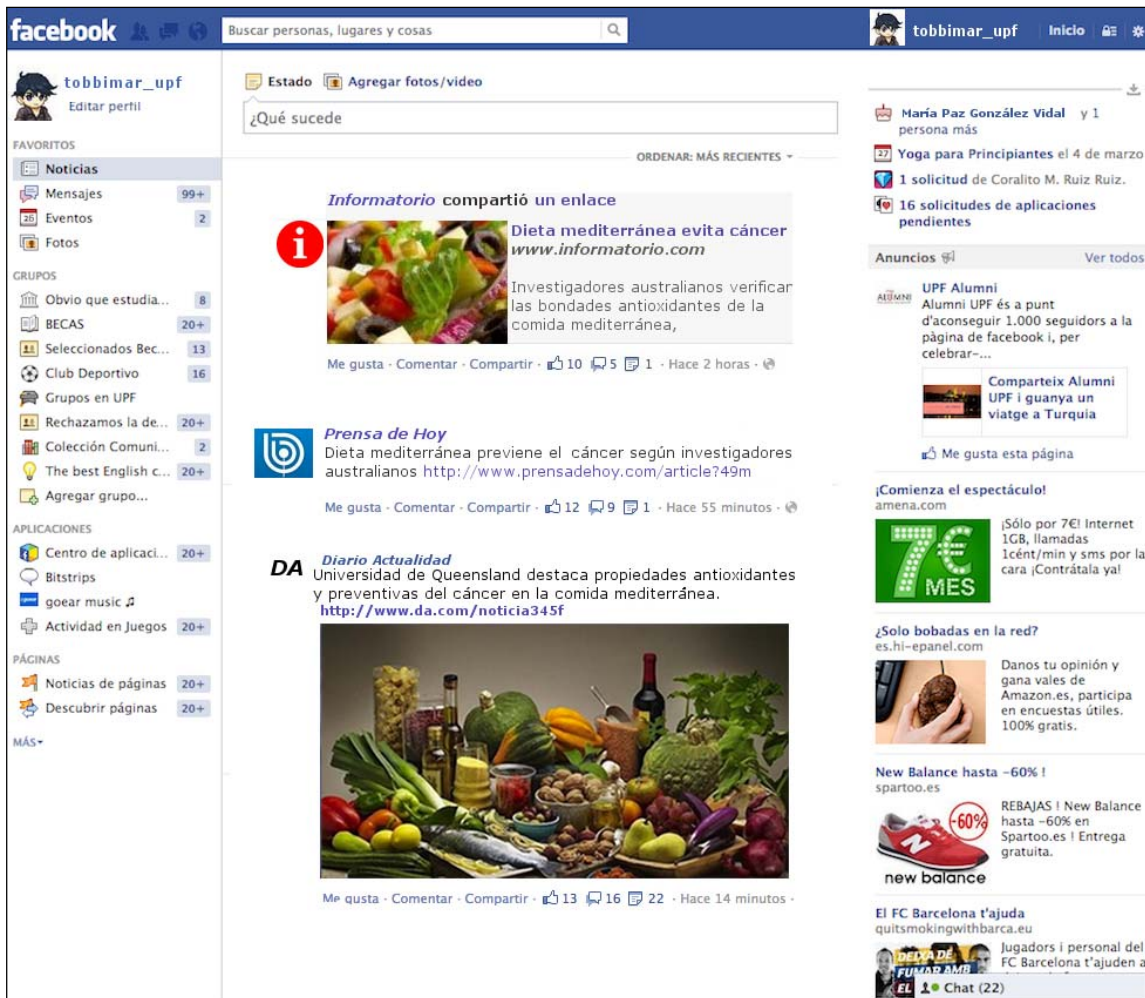 facebook
Buscar personas, lugares y cosas
tobbimar_upf
Inicio
tobbimar_upf
Editar perfil
FAVORITOS
Noticias
Mensajes 99+
26 Eventos 2
Fotos
GRUPOS
Obvio que estudia... 8
BECAS 20+
Seleccionados Bec... 13
Club Deportivo 16
Grupos en UPF
Rechazamos la de... 20+
Colección Comuni... 2
The best English c... 20+
Agregar grupo...
APLICACIONES
Centro de aplicaci... 20+
Bitstrips
goear goear music
Actividad en Juegos 20+
PÁGINAS
Noticias de páginas 20+
Descubrir páginas 20+
MÁS
Estado Agregar fotos/video
¿Qué sucede
ORDENAR: MÁS RECIENTES
Informatorio compartió un enlace
i
Dieta mediterránea evita cáncer
www.informatorio.com
Investigadores australianos verificar
las bondades antioxidantes de la
comida mediterránea,
Me gusta · Comentar · Compartir · 10 5 1 · Hace 2 horas ·
Prensa de Hoy
Dieta mediterránea previene el cáncer según investigadores
australianos http://www.prensadehoy.com/article?49m
Me gusta · Comentar · Compartir · 12 9 1 · Hace 55 minutos ·
DA
Diario Actualidad
Universidad de Queensland destaca propiedades antioxidantes
y preventivas del cáncer en la comida mediterránea.
http://www.da.com/noticia345f
Me gusta · Comentar · Compartir · 13 16 22 · Hace 14 minutos ·
María Paz González Vidal y 1
persona más
27 Yoga para Principiantes el 4 de marzo
1 solicitud de Coralito M. Ruiz Ruiz.
16 solicitudes de aplicaciones
pendientes
Anuncios Ver todos
ALUMNI
UPF Alumni
Alumni UPF és a punt
d'aconseguir 1.000 seguidors a la
pàgina de facebook i, per
celebrar-...
Comparteix Alumni
UPF i guanya un
viatge a Turquia
Me gusta esta página
¡Comienza el espectáculo!
amena.com
7€
MES
¡Sólo por 7€! Internet
1GB, llamadas
1cént/min y sms por la
cara ¡Contrátala ya!
¿Solo bobadas en la red?
es.hi-epanel.com
Danos tu opinión y
gana vales de
Amazon.es, participa
en encuestas útiles.
100% gratis.
New Balance hasta -60% !
spartoo.es
-60%
N
new balance
REBAJAS ! New Balance
hasta -60% en
Spartoo.es ! Entrega
gratuita.
El FC Barcelona t'ajuda
quitsmokingwithbarca.eu
DEIXA DE
FUMAR AMB
EL
Jugadors i personal del
FC Barcelona t'ajuden a
Chat (22)